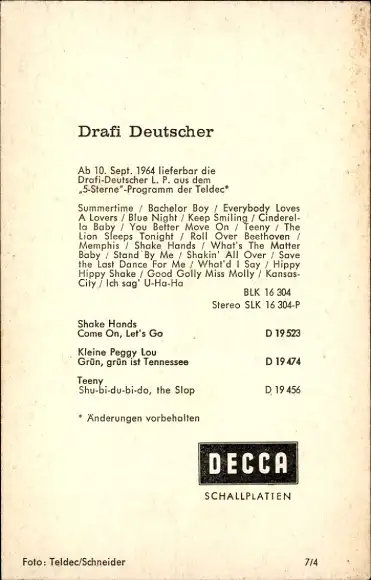 Drafi Deutscher
Ab 10. Sept. 1964 lieferbar die
Drafi-Deutscher L. P. aus dem
„5-Sterne"-Programm der Teldec*
Summertime / Bachelor Boy / Everybody Loves
A Lovers / Blue Night / Keep Smiling / Cinderel-
la Baby / You Better Move On / Teeny / The
Lion Sleeps Tonight / Roll Over Beethoven /
Memphis / Shake Hands / What's The Matter
Baby / Stand By Me / Shakin' All Over / Save
the Last Dance For Me / What'd I Say / Hippy
Hippy Shake / Good Golly Miss Molly / Kansas-
City / Ich sag' U-Ha-Ha
BLK 16 304
Stereo SLK 16 304-P
Shake Hands
Come On, Let's Go D 19 523
Kleine Peggy Lou
Grün, grün ist Tennessee D 19 474
Teeny
Shu-bi-du-bi-do, the Slop D 19 456
* Änderungen vorbehalten
DECCA
SCHALLPLATTEN
Foto: Teldec/Schneider 7/4